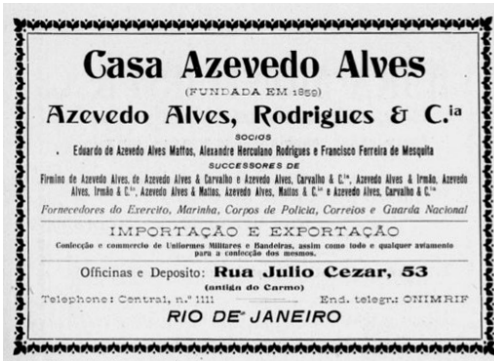 Casa Azevedo Alves
(FUNDADA EM 1859)
Azevedo Alves, Rodrigues & C.ia
SOCIOS
Eduardo de Azevedo Alves Mattos, Alexandre Herculano Rodrigues e Francisco Ferreira de Mesquita
SUCCESSORES DE
Firmino de Azevedo Alves, de Azevedo Alves & Carvalho e Azevedo Alves, Carvalho & C.ia, Azevedo Alves & Irmão, Azevedo
Alves, Irmão & C.ia, Azevedo Alves & Mattos, Azevedo Alves, Mattos & C.ia e Azevedo Alves, Carvalho & C.ia
Fornecedores do Exercito, Marinha, Corpos de Policia, Correios e Guarda Nacional
IMPORTAÇÃO E EXPORTAÇÃO
Confecção e commercio de Uniformes Militares e Bandeiras, assim como todo e qualquer aviamento
para a confecção dos mesmos.
Officinas e Deposito: Rua Julio Cezar, 53
(antiga do Carmo)
Telephone: Central, n.º 1111 End. telegr.: ONIMRIF
RIO DE JANEIRO